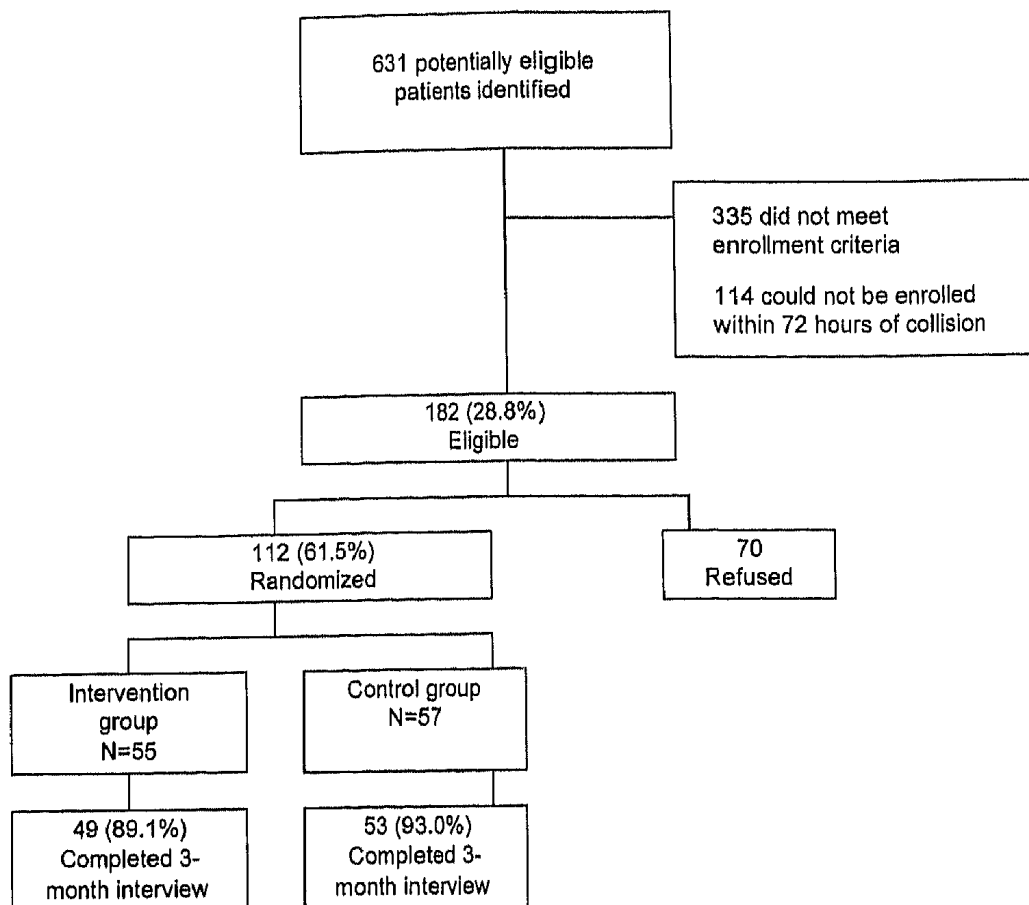 631 potentially eligible
patients identified
335 did not meet
enrollment criteria
114 could not be enrolled
within 72 hours of collision
182 (28.8%)
Eligible
112 (61.5%)
Randomized
70
Refused
Intervention
group
N=55
Control group
N=57
49 (89.1%)
Completed 3-
month interview
53 (93.0%)
Completed 3-
month interview